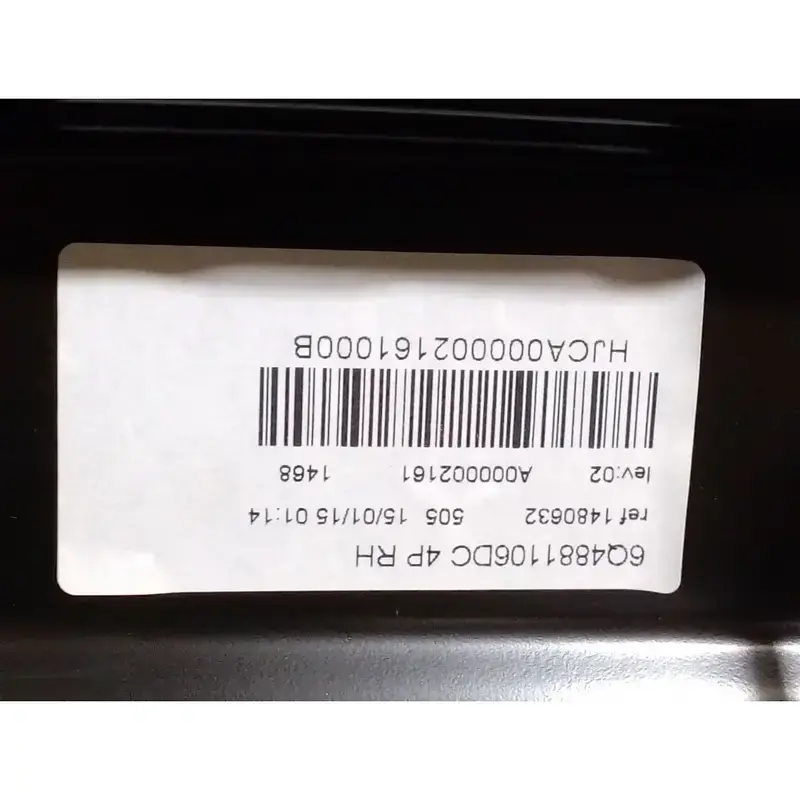 6Q4881106DC 4P RH
ref 1480632 505 15/01/15 01:14
lev:02 A000002161 1468
HJCA000002161000B